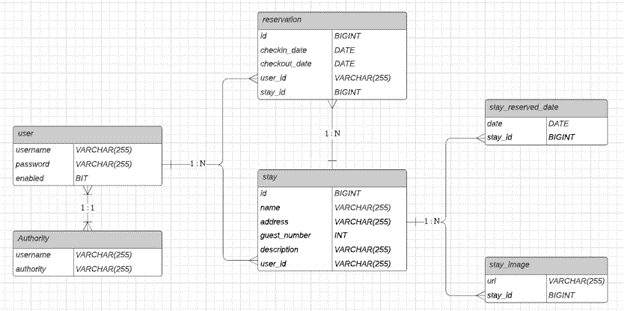 reservation
id BIGINT
checkin_date DATE
checkout_date DATE
user_id VARCHAR(255)
stay_id BIGINT
stay_reserved_date
date DATE
stay_id BIGINT
user
username VARCHAR(255)
password VARCHAR(255)
enabled BIT
1 : N
1 : N
stay
id BIGINT
name VARCHAR(255)
address VARCHAR(255)
guest_number INT
description VARCHAR(255)
user_id VARCHAR(255)
1 : N
1 : 1
Authority
username VARCHAR(255)
authority VARCHAR(255)
stay_image
url VARCHAR(255)
stay_id BIGINT